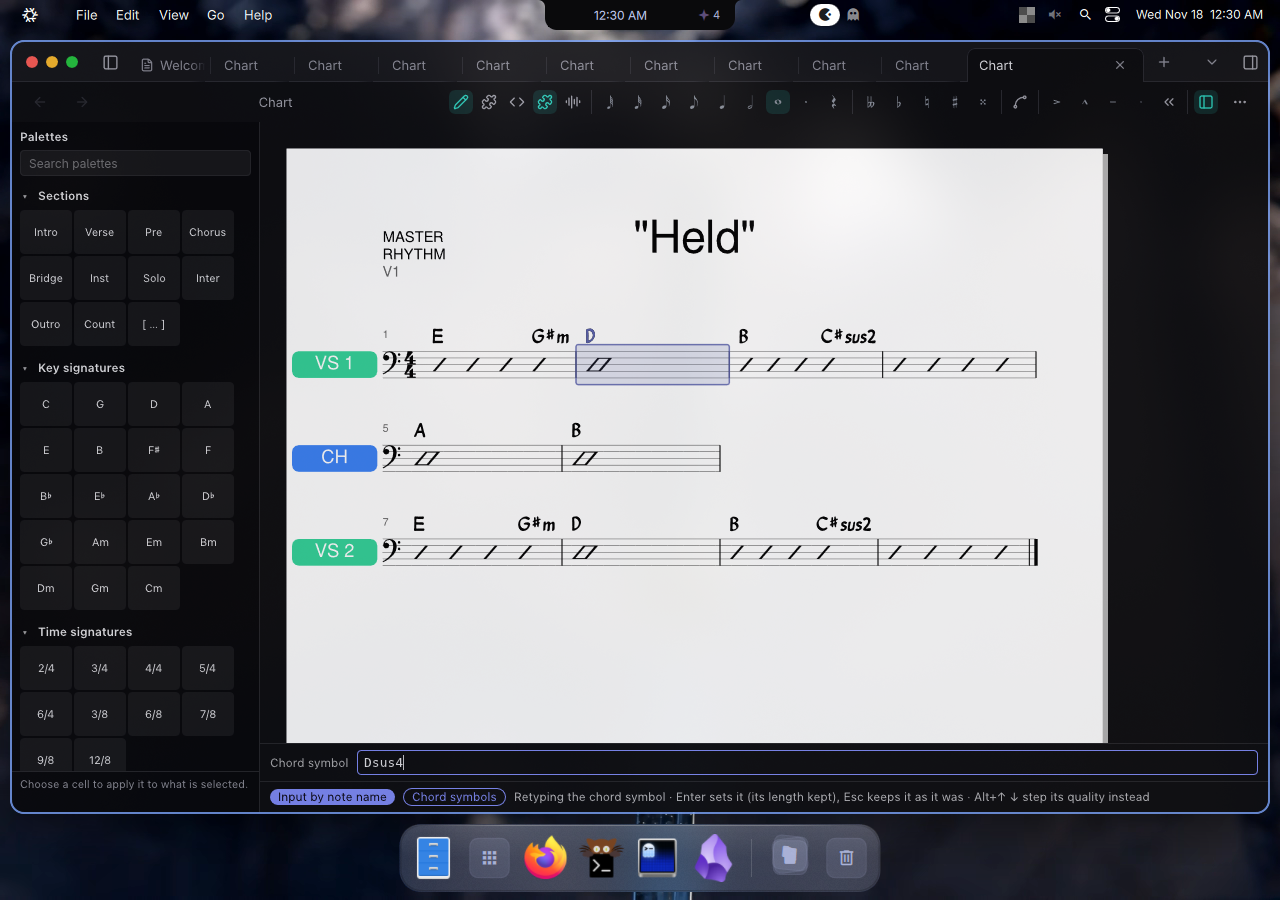 File Edit View Go Help
12:30 AM
4
Wed Nov 18 12:30 AM
Welcon
Chart
Chart
Chart
Chart
Chart
Chart
Chart
Chart
Chart
Chart
Chart
Palettes
Search palettes
Sections
Intro Verse Pre Chorus
Bridge Inst Solo Inter
Outro Count [ ... ]
Key signatures
C G D A
E B F♯ F
B♭ E♭ A♭ D♭
G♭ Am Em Bm
Dm Gm Cm
Time signatures
2/4 3/4 4/4 5/4
6/4 3/8 6/8 7/8
9/8 12/8
Choose a cell to apply it to what is selected.
"Held"
MASTER
RHYTHM
V1
1 E G#m D B C#sus2
VS 1 4/4
5 A B
CH
7 E G#m D B C#sus2
VS 2
Chord symbol Dsus4
Input by note name Chord symbols Retyping the chord symbol · Enter sets it (its length kept), Esc keeps it as it was · Alt+↑ ↓ step its quality instead